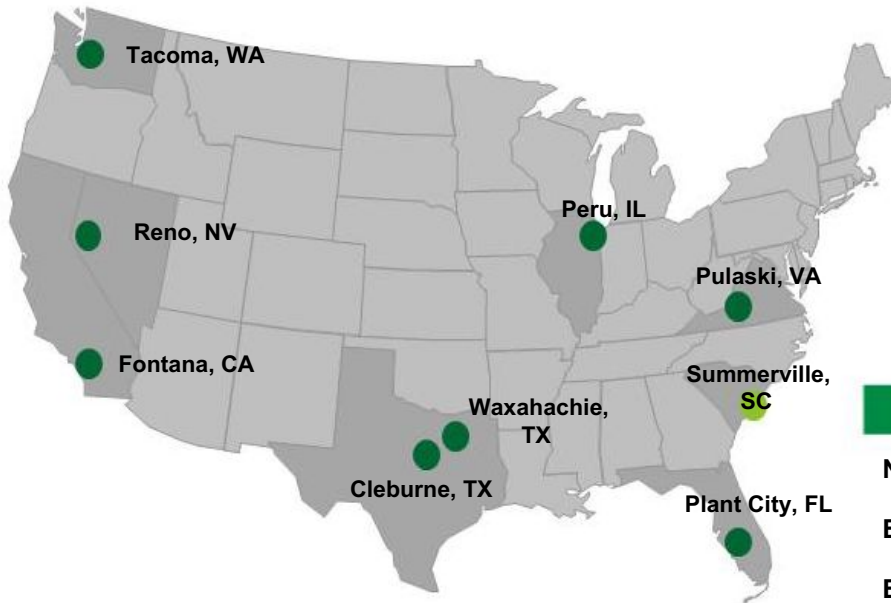 Tacoma, WA
Peru, IL
Reno, NV
Pulaski, VA
Fontana, CA
Summerville,
SC
Waxahachie,
TX
Cleburne, TX
Plant City, FL